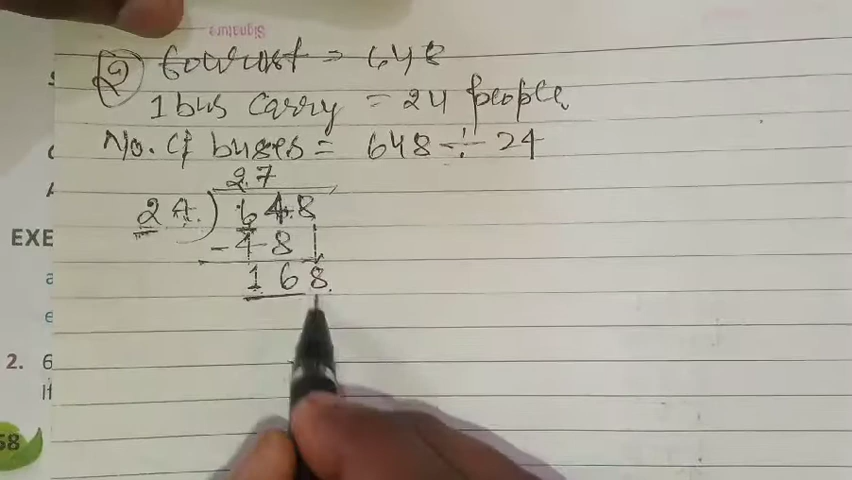 Signature
② tourist = 648
1 bus carry = 24 people
No. of buses = 648 ÷ 24
27
24 ) 648
- 48
168
EXE
2. 6
58